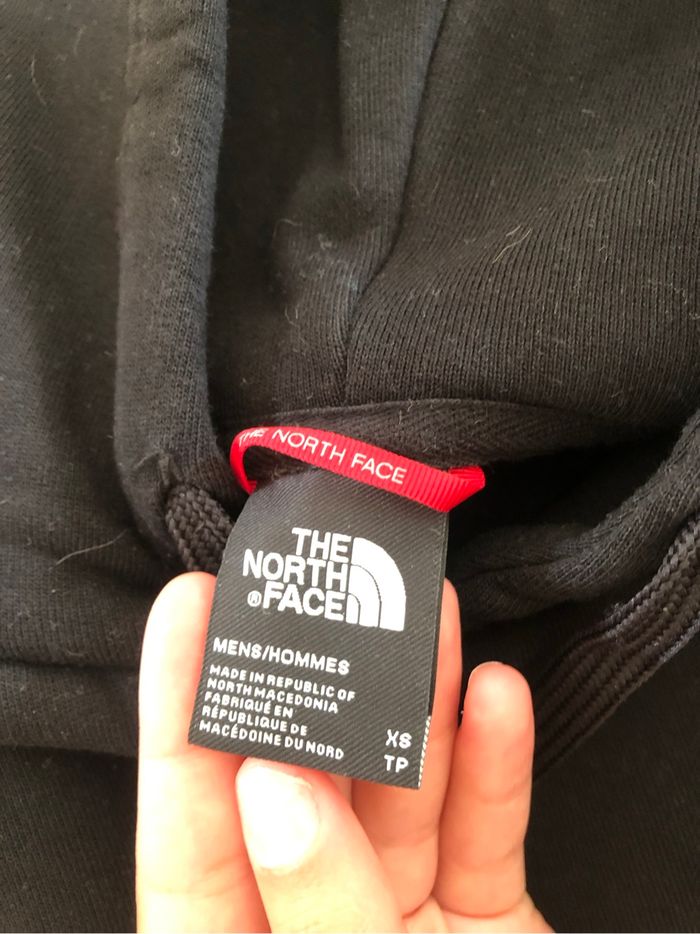 THE NORTH FACE
THE
NORTH
®FACE
MENS/HOMMES
MADE IN REPUBLIC OF
NORTH MACEDONIA
FABRIQUÉ EN
RÉPUBLIQUE DE
MACÉDOINE DU NORD
XS
TP